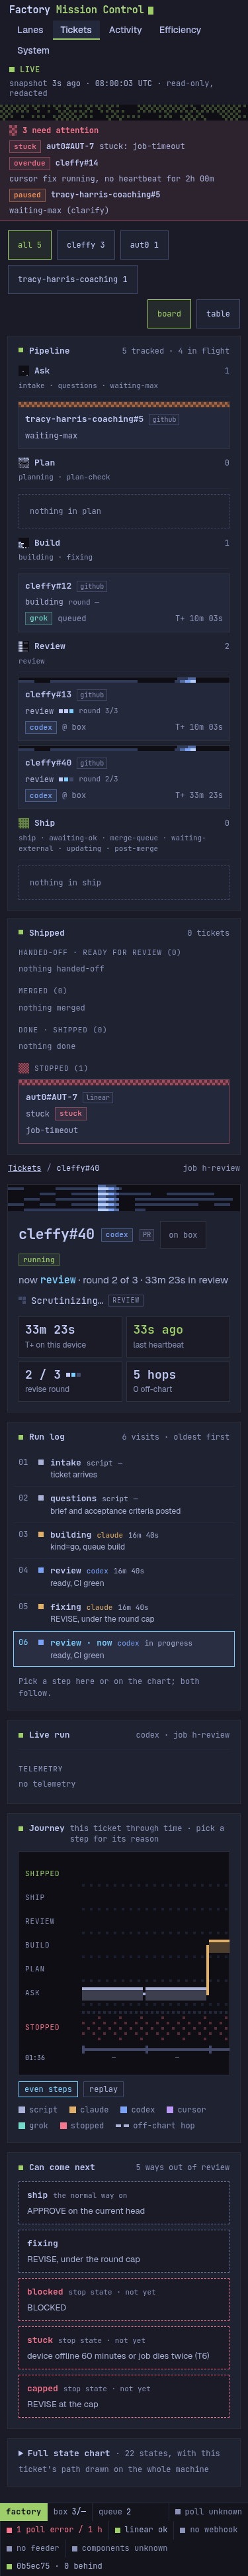 Factory Mission Control
Lanes Tickets Activity Efficiency
System
LIVE
snapshot 3s ago · 08:00:03 UTC · read-only,
redacted
3 need attention
stuck aut0#AUT-7 stuck: job-timeout
overdue cleffy#14
cursor fix running, no heartbeat for 2h 00m
paused tracy-harris-coaching#5
waiting-max (clarify)
all 5 cleffy 3 aut0 1
tracy-harris-coaching 1
board table
Pipeline 5 tracked · 4 in flight
Ask 1
intake · questions · waiting-max
tracy-harris-coaching#5 github
waiting-max
Plan 0
planning · plan-check
nothing in plan
Build 1
building · fixing
cleffy#12 github
building round —
grok queued T+ 10m 03s
Review 2
review
cleffy#13 github
review round 3/3
codex @ box T+ 10m 03s
cleffy#40 github
review round 2/3
codex @ box T+ 33m 23s
Ship 0
ship · awaiting-ok · merge-queue · waiting-
external · updating · post-merge
nothing in ship
Shipped 0 tickets
HANDED-OFF · READY FOR REVIEW (0)
nothing handed-off
MERGED (0)
nothing merged
DONE · SHIPPED (0)
nothing done
STOPPED (1)
aut0#AUT-7 linear
stuck stuck
job-timeout
Tickets / cleffy#40 job h-review
cleffy#40 codex PR on box
running
now review · round 2 of 3 · 33m 23s in review
Scrutinizing… REVIEW
33m 23s
T+ on this device
33s ago
last heartbeat
2 / 3
revise round
5 hops
0 off-chart
Run log 6 visits · oldest first
01 intake script —
ticket arrives
02 questions script —
brief and acceptance criteria posted
03 building claude 16m 40s
kind=go, queue build
04 review codex 16m 40s
ready, CI green
05 fixing claude 16m 40s
REVISE, under the round cap
06 review · now codex in progress
ready, CI green
Pick a step here or on the chart; both
follow.
Live run codex · job h-review
TELEMETRY
no telemetry
Journey this ticket through time · pick a
step for its reason
SHIPPED
SHIP
REVIEW
BUILD
PLAN
ASK
STOPPED
01:36 — —
even steps replay
script claude codex cursor
grok stopped off-chart hop
Can come next 5 ways out of review
ship the normal way on
APPROVE on the current head
fixing
REVISE, under the round cap
blocked stop state · not yet
BLOCKED
stuck stop state · not yet
device offline 60 minutes or job dies twice (T6)
capped stop state · not yet
REVISE at the cap
Full state chart · 22 states, with this
ticket's path drawn on the whole machine
factory box 3/— queue 2 poll unknown
1 poll error / 1 h linear ok no webhook
no feeder components unknown
0b5ec75 · 0 behind